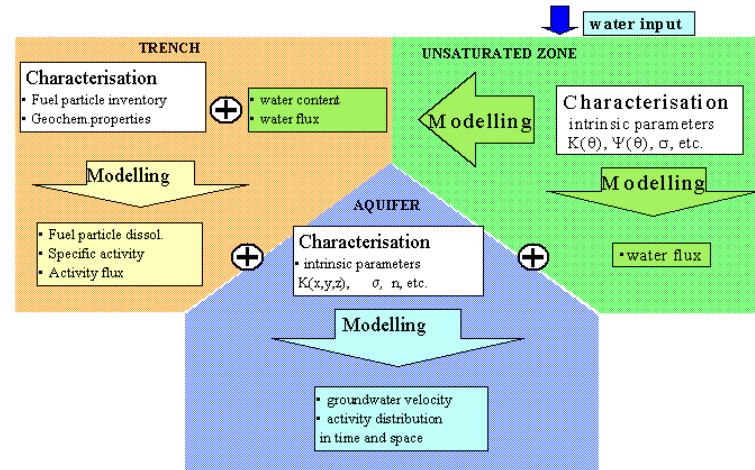 water input
TRENCH
UNSATURATED ZONE
Characterisation
▪ Fuel particle inventory
▪ Geochem.properties
▪ water content
▪ water flux
Modelling
Characterisation
intrinsic parameters
K(θ), Ψ(θ), σ, etc.
Modelling
Modelling
AQUIFER
▪ Fuel particle dissol.
▪ Specific activity
▪ Activity flux
Characterisation
▪ intrinsic parameters
K(x,y,z), σ, n, etc.
▪ water flux
Modelling
▪ groundwater velocity
▪ activity distribution
in time and space